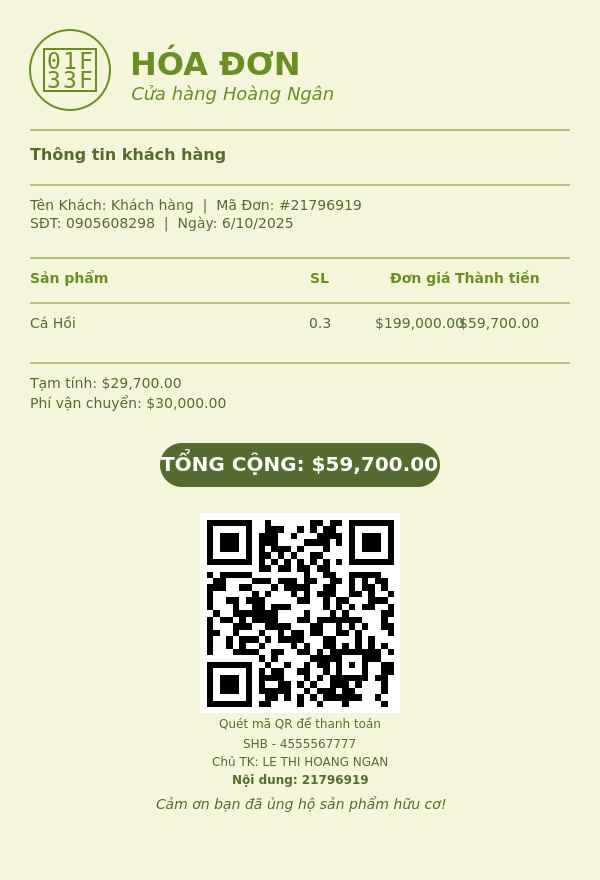 01F
33F
HÓA ĐƠN
Cửa hàng Hoàng Ngân
Thông tin khách hàng
Tên Khách: Khách hàng | Mã Đơn: #21796919
SĐT: 0905608298 | Ngày: 6/10/2025
Sản phẩm SL Đơn giá Thành tiền
Cá Hồi 0.3 $199,000.00 $59,700.00
Tạm tính: $29,700.00
Phí vận chuyển: $30,000.00
TỔNG CỘNG: $59,700.00
Quét mã QR để thanh toán
SHB - 4555567777
Chủ TK: LE THI HOANG NGAN
Nội dung: 21796919
Cảm ơn bạn đã ủng hộ sản phẩm hữu cơ!